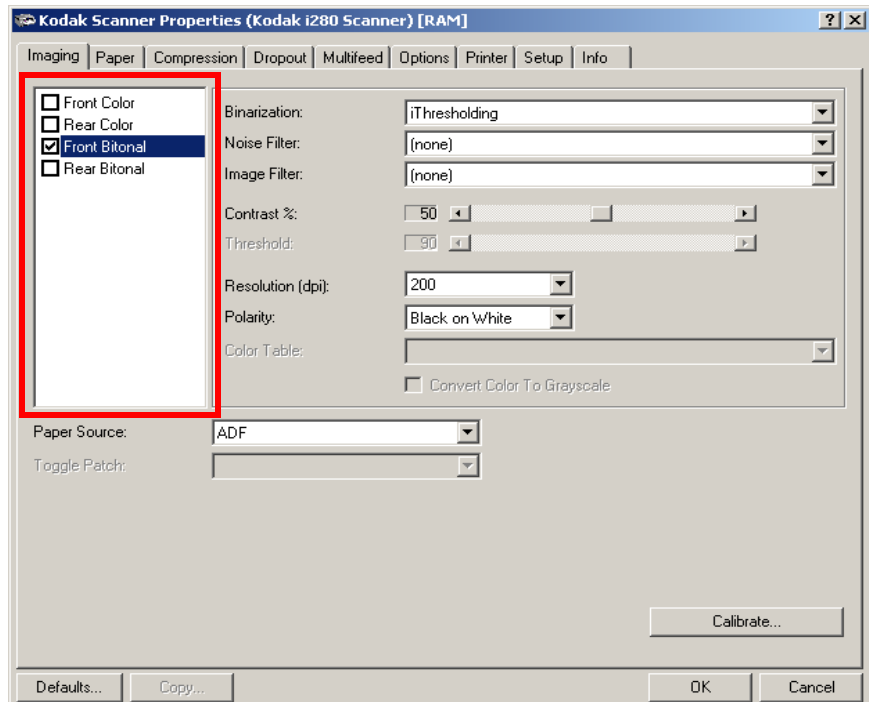 Kodak Scanner Properties (Kodak i280 Scanner) [RAM]
Imaging Paper Compression Dropout Multifeed Options Printer Setup Info
Front Color
Rear Color
Front Bitonal
Rear Bitonal
Binarization: iThresholding
Noise Filter: (none)
Image Filter: (none)
Contrast %: 50
Threshold: 90
Resolution (dpi): 200
Polarity: Black on White
Color Table:
Convert Color To Grayscale
Paper Source: ADF
Toggle Patch:
Calibrate...
Defaults... Copy... OK Cancel